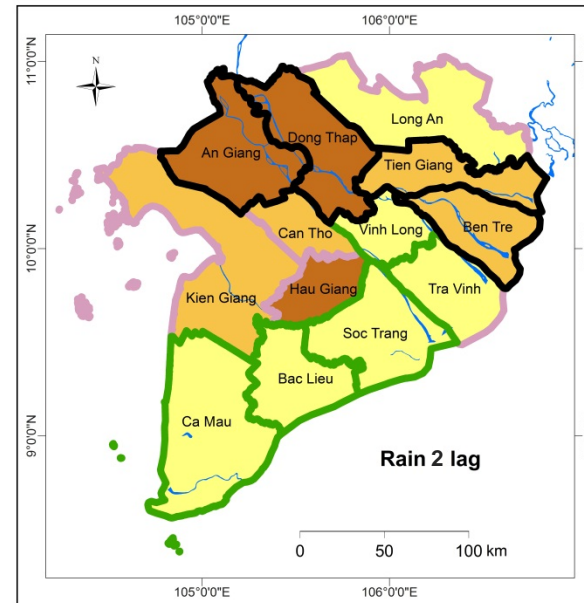 105°0'0"E 106°0'0"E
11°0'0"N
10°0'0"N
9°0'0"N
N
Long An
Dong Thap
An Giang
Tien Giang
Ben Tre
Can Tho
Vinh Long
Kien Giang
Hau Giang
Tra Vinh
Soc Trang
Bac Lieu
Ca Mau
Rain 2 lag
0 50 100 km
105°0'0"E 106°0'0"E